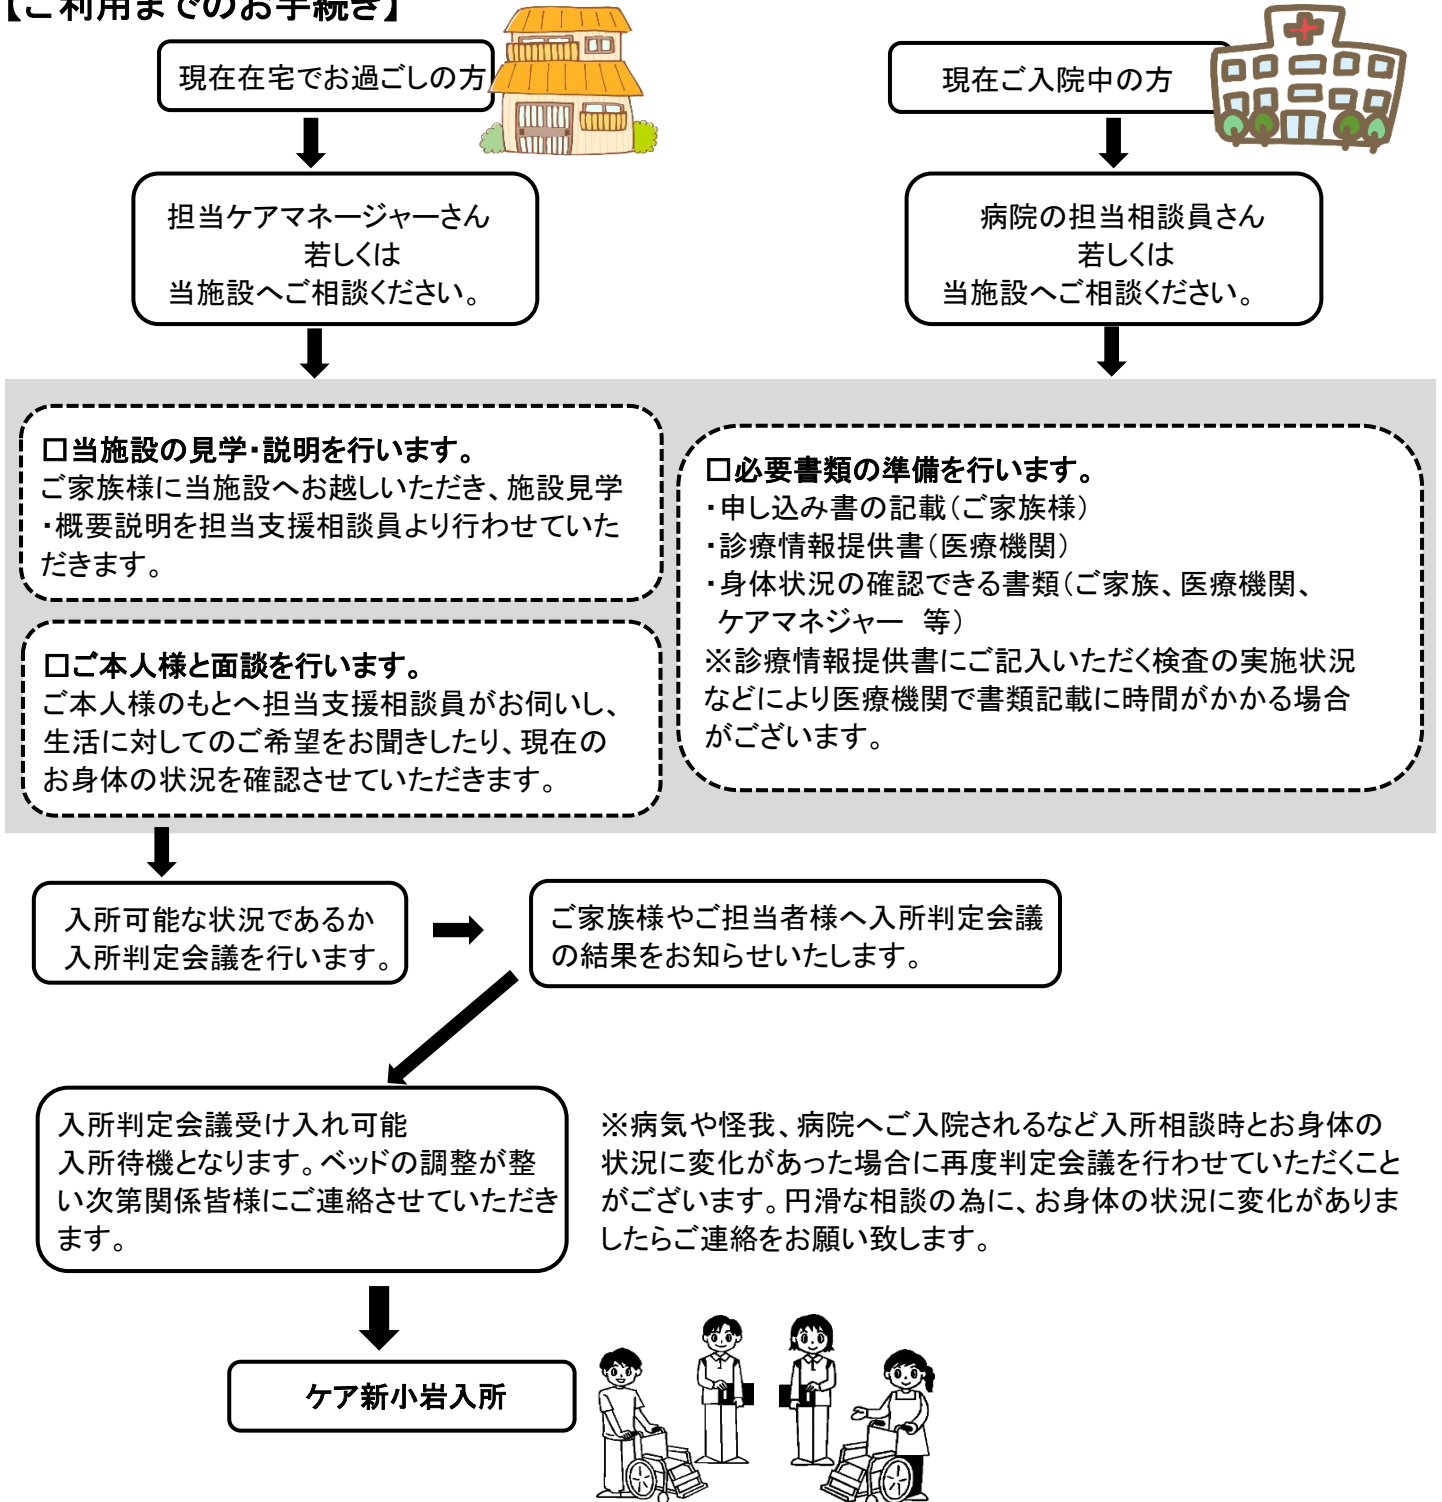 【ご利用までのお手続き】
現在在宅でお過ごしの方
現在ご入院中の方
担当ケアマネージャーさん
若しくは
当施設へご相談ください。
病院の担当相談員さん
若しくは
当施設へご相談ください。
□当施設の見学・説明を行います。
ご家族様に当施設へお越しいただき、施設見学
・概要説明を担当支援相談員より行わせていた
だきます。
□ご本人様と面談を行います。
ご本人様のもとへ担当支援相談員がお伺いし、
生活に対してのご希望をお聞きしたり、現在の
お身体の状況を確認させていただきます。
□必要書類の準備を行います。
・申し込み書の記載（ご家族様）
・診療情報提供書（医療機関）
・身体状況の確認できる書類（ご家族、医療機関、
ケアマネジャー　等）
※診療情報提供書にご記入いただく検査の実施状況
などにより医療機関で書類記載に時間がかかる場合
がございます。
入所可能な状況であるか
入所判定会議を行います。
ご家族様やご担当者様へ入所判定会議
の結果をお知らせいたします。
入所判定会議受け入れ可能
入所待機となります。ベッドの調整が整
い次第関係皆様にご連絡させていただき
ます。
※病気や怪我、病院へご入院されるなど入所相談時とお身体の
状況に変化があった場合に再度判定会議を行わせていただくこと
がございます。円滑な相談の為に、お身体の状況に変化がありま
したらご連絡をお願い致します。
ケア新小岩入所